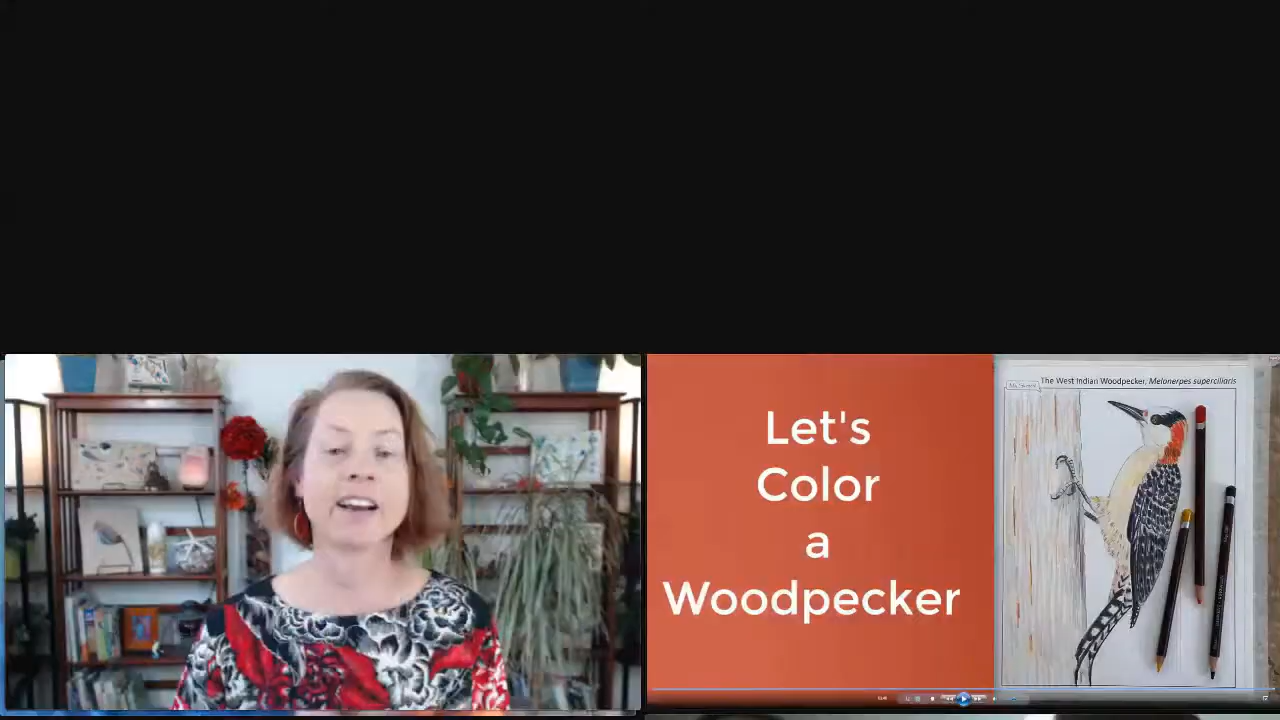 Let's
Color
a
Woodpecker
The West Indian Woodpecker, Melanerpes superciliaris